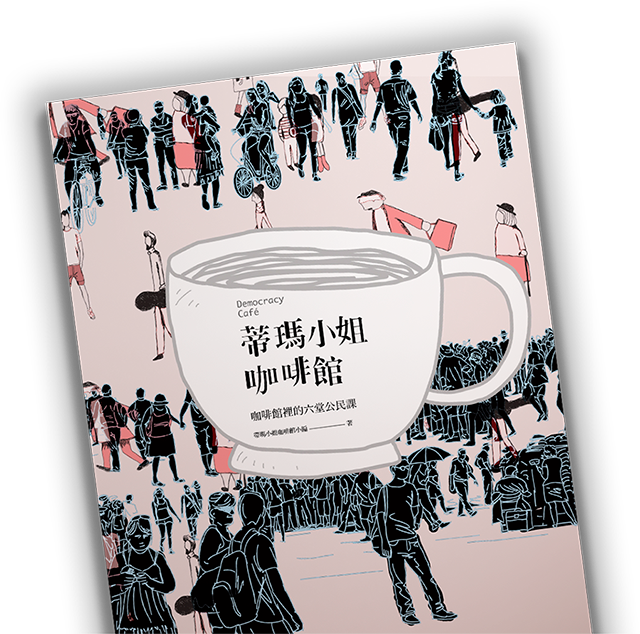 Democracy
Café
蒂瑪小姐
咖啡館
咖啡館裡的六堂公民課
蒂瑪小姐咖啡館小編 ———— 著